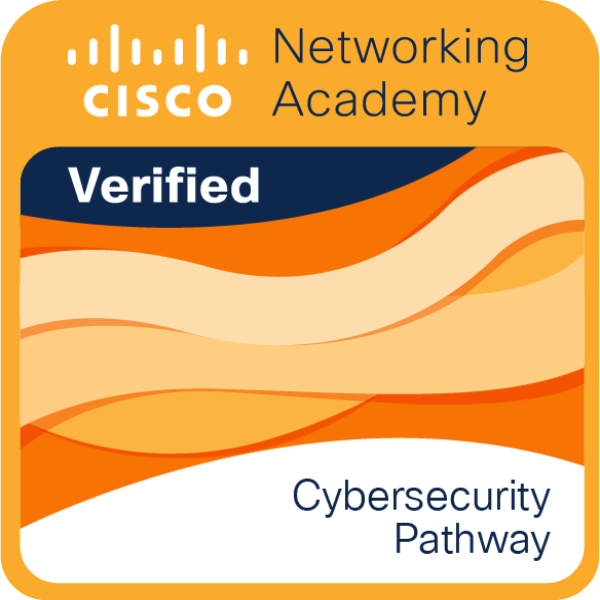 CISCO
Networking
Academy
Verified
Cybersecurity
Pathway